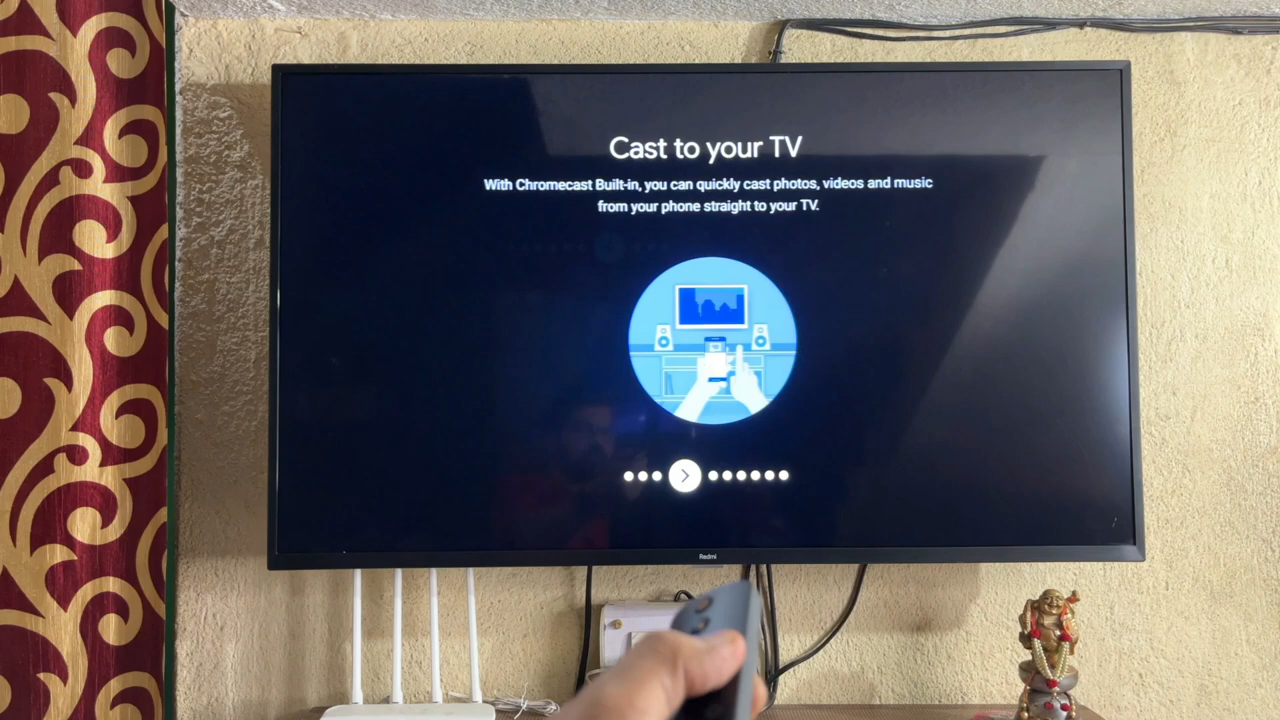 Cast to your TV
With Chromecast Built-in, you can quickly cast photos, videos and music
from your phone straight to your TV.
Redmi